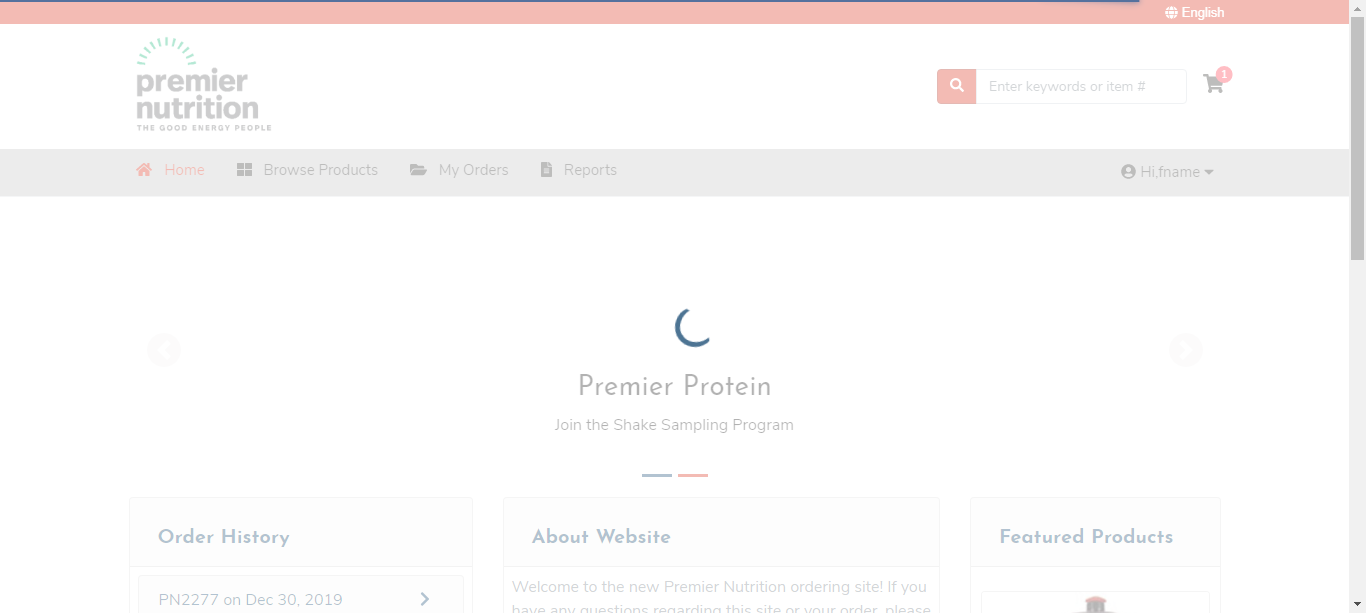 English
premier
nutrition
THE GOOD ENERGY PEOPLE
Enter keywords or item #
1
Home
Browse Products
My Orders
Reports
Hi,fname
Premier Protein
Join the Shake Sampling Program
Order History
PN2277 on Dec 30, 2019
About Website
Welcome to the new Premier Nutrition ordering site! If you
have any questions regarding this site or your order, please
Featured Products